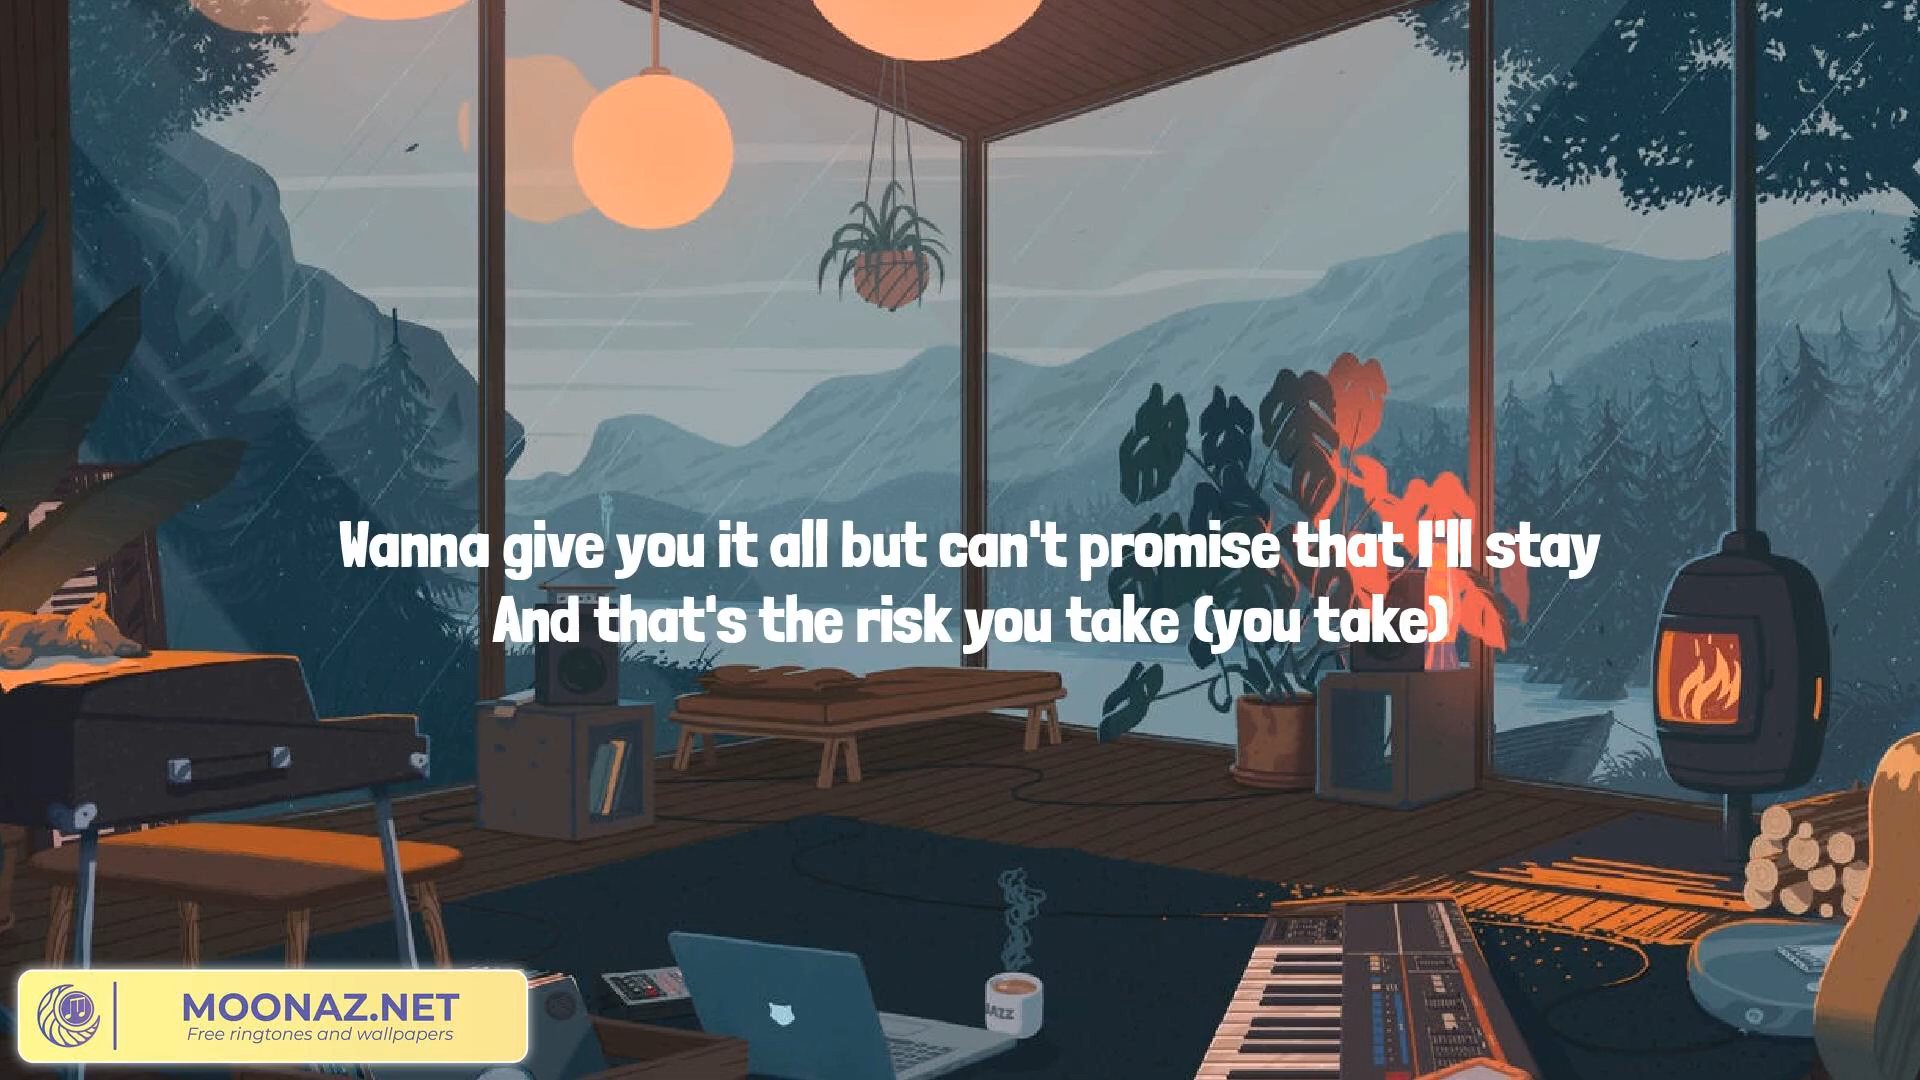 Wanna give you it all but can't promise that I'll stay
And that's the risk you take (you take)
MOONAZ.NET
Free ringtones and wallpapers
JAZZ